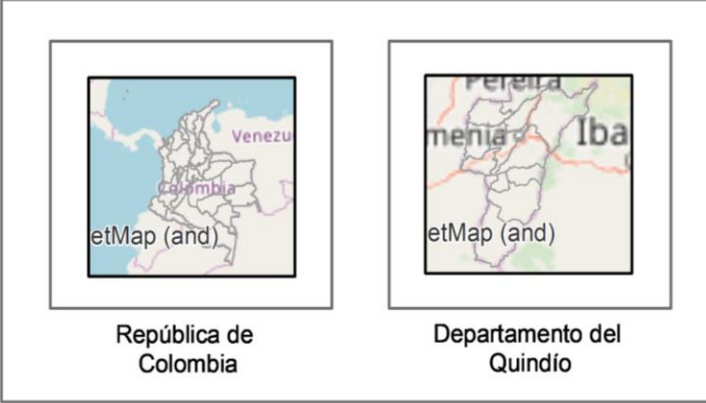 Venezu
Colombia
etMap (and)
República de
Colombia
Pereira
menia
Iba
etMap (and)
Departamento del
Quindío